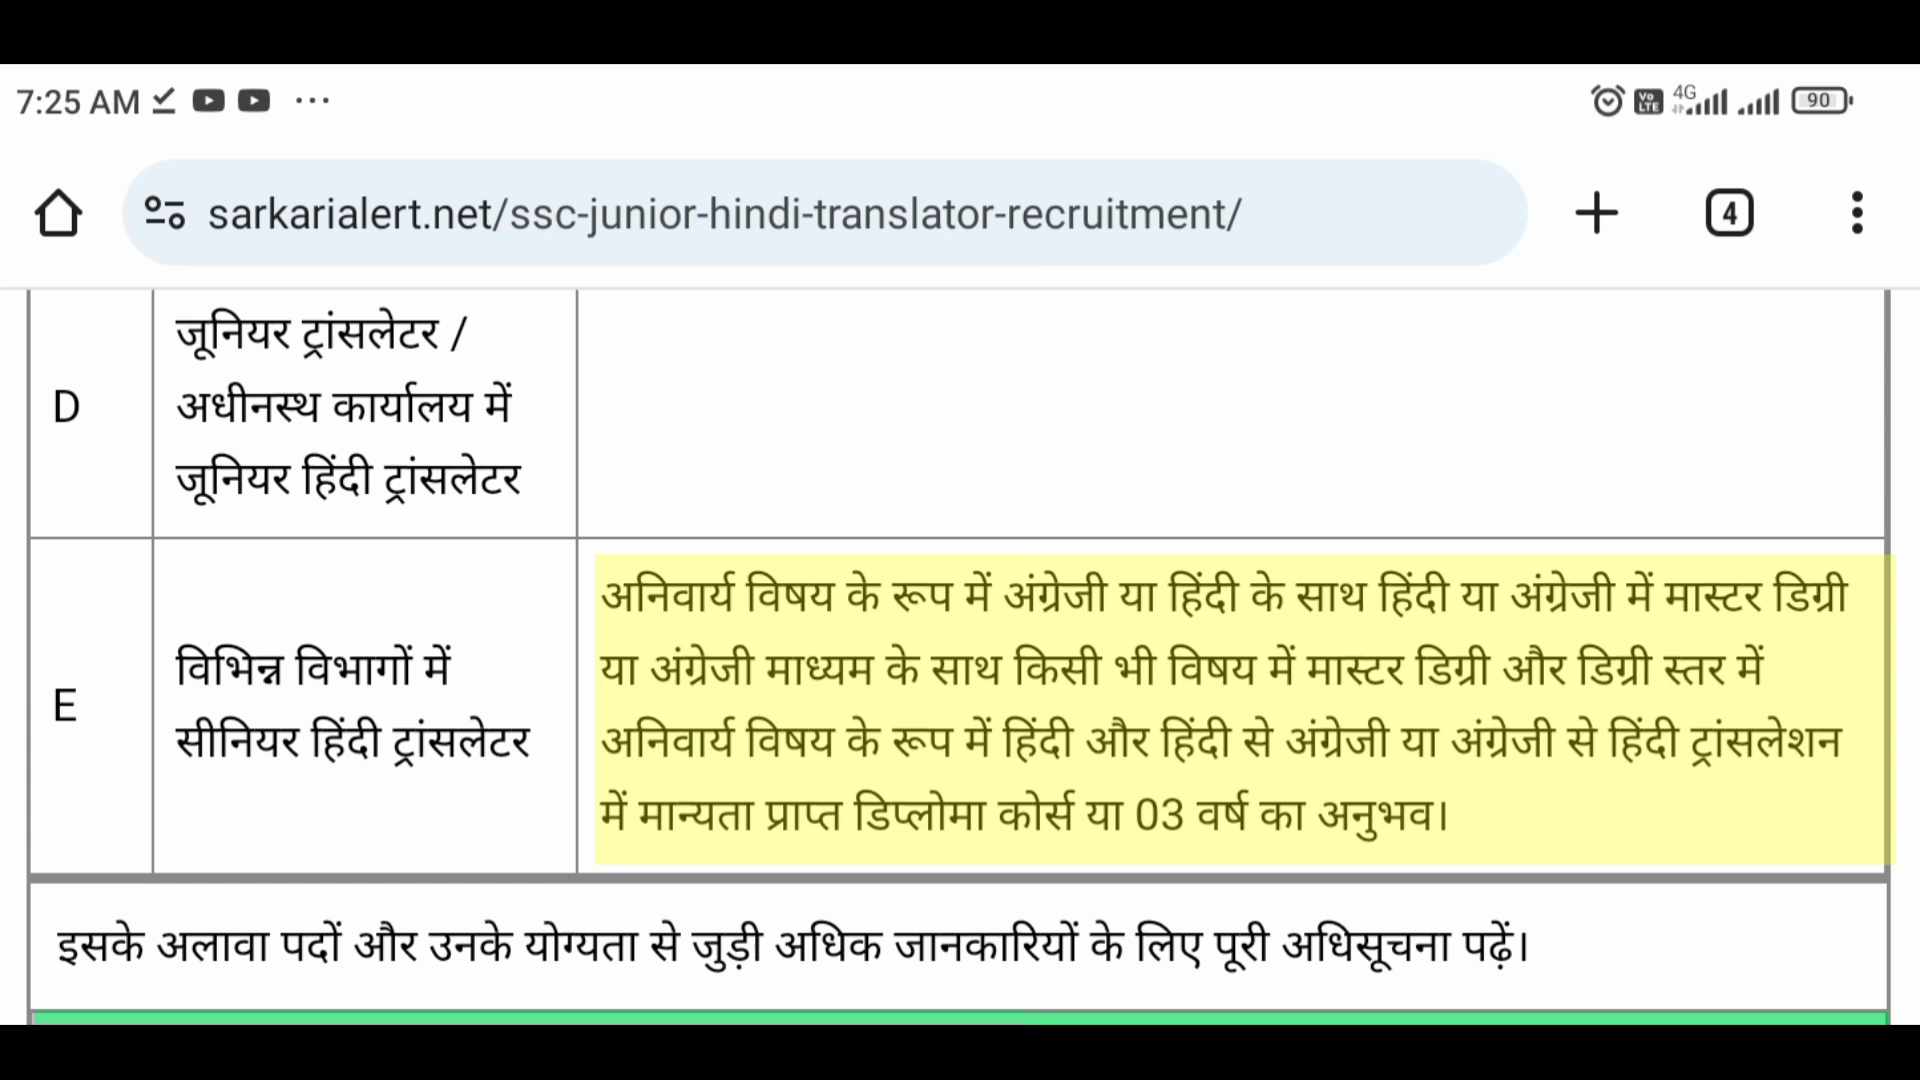 7:25 AM
4G
Vo LTE
90
sarkarialert.net/ssc-junior-hindi-translator-recruitment/
4
D
जूनियर ट्रांसलेटर /
अधीनस्थ कार्यालय में
जूनियर हिंदी ट्रांसलेटर
E
विभिन्न विभागों में
सीनियर हिंदी ट्रांसलेटर
अनिवार्य विषय के रूप में अंग्रेजी या हिंदी के साथ हिंदी या अंग्रेजी में मास्टर डिग्री
या अंग्रेजी माध्यम के साथ किसी भी विषय में मास्टर डिग्री और डिग्री स्तर में
अनिवार्य विषय के रूप में हिंदी और हिंदी से अंग्रेजी या अंग्रेजी से हिंदी ट्रांसलेशन
में मान्यता प्राप्त डिप्लोमा कोर्स या 03 वर्ष का अनुभव।
इसके अलावा पदों और उनके योग्यता से जुड़ी अधिक जानकारियों के लिए पूरी अधिसूचना पढ़ें।